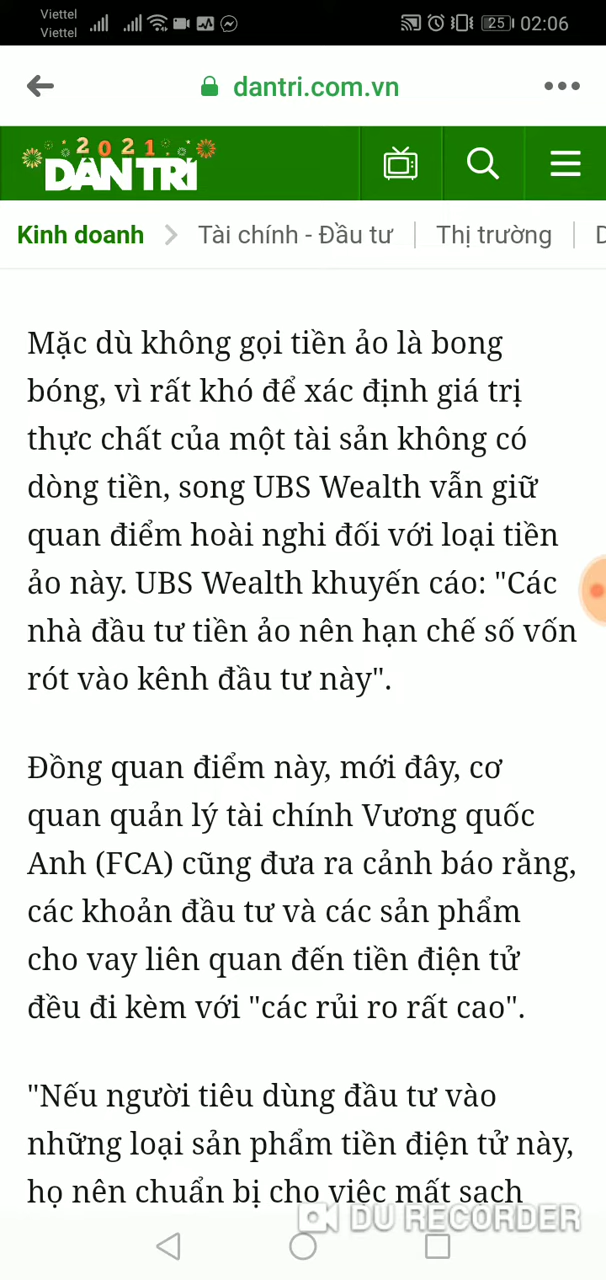 Viettel
Viettel
25
02:06
dantri.com.vn
2021
DÂN TRÍ
Kinh doanh
Tài chính - Đầu tư
Thị trường
Mặc dù không gọi tiền ảo là bong
bóng, vì rất khó để xác định giá trị
thực chất của một tài sản không có
dòng tiền, song UBS Wealth vẫn giữ
quan điểm hoài nghi đối với loại tiền
ảo này. UBS Wealth khuyến cáo: "Các
nhà đầu tư tiền ảo nên hạn chế số vốn
rót vào kênh đầu tư này".
Đồng quan điểm này, mới đây, cơ
quan quản lý tài chính Vương quốc
Anh (FCA) cũng đưa ra cảnh báo rằng,
các khoản đầu tư và các sản phẩm
cho vay liên quan đến tiền điện tử
đều đi kèm với "các rủi ro rất cao".
"Nếu người tiêu dùng đầu tư vào
những loại sản phẩm tiền điện tử này,
họ nên chuẩn bị cho việc mất sạch
DU RECORDER